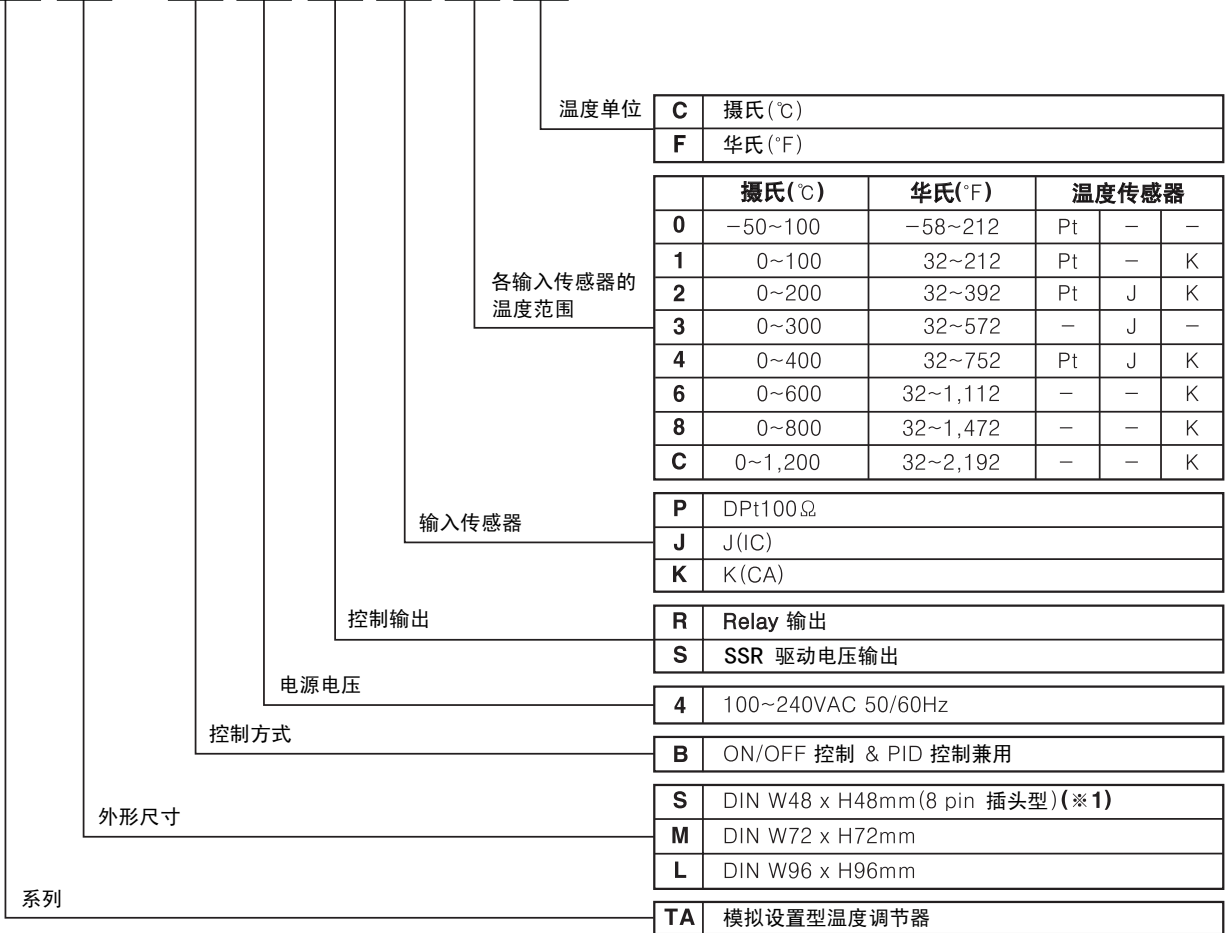 温度单位 C 摄氏(℃)
F 华氏(°F)
摄氏(℃) 华氏(°F) 温度传感器
0 −50~100 −58~212 Pt − −
1 0~100 32~212 Pt − K
各输入传感器的
温度范围
2 0~200 32~392 Pt J K
3 0~300 32~572 − J −
4 0~400 32~752 Pt J K
6 0~600 32~1,112 − − K
8 0~800 32~1,472 − − K
C 0~1,200 32~2,192 − − K
输入传感器 P DPt100Ω
J J(IC)
K K(CA)
控制输出 R Relay 输出
S SSR 驱动电压输出
电源电压 4 100~240VAC 50/60Hz
控制方式 B ON/OFF 控制 & PID 控制兼用
外形尺寸 S DIN W48 x H48mm(8 pin 插头型)(※1)
M DIN W72 x H72mm
L DIN W96 x H96mm
系列 TA 模拟设置型温度调节器